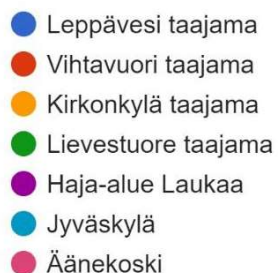 Leppävesi taajama
Vihtavuori taajama
Kirkonkylä taajama
Lievestuore taajama
Haja-alue Laukaa
Jyväskylä
Äänekoski